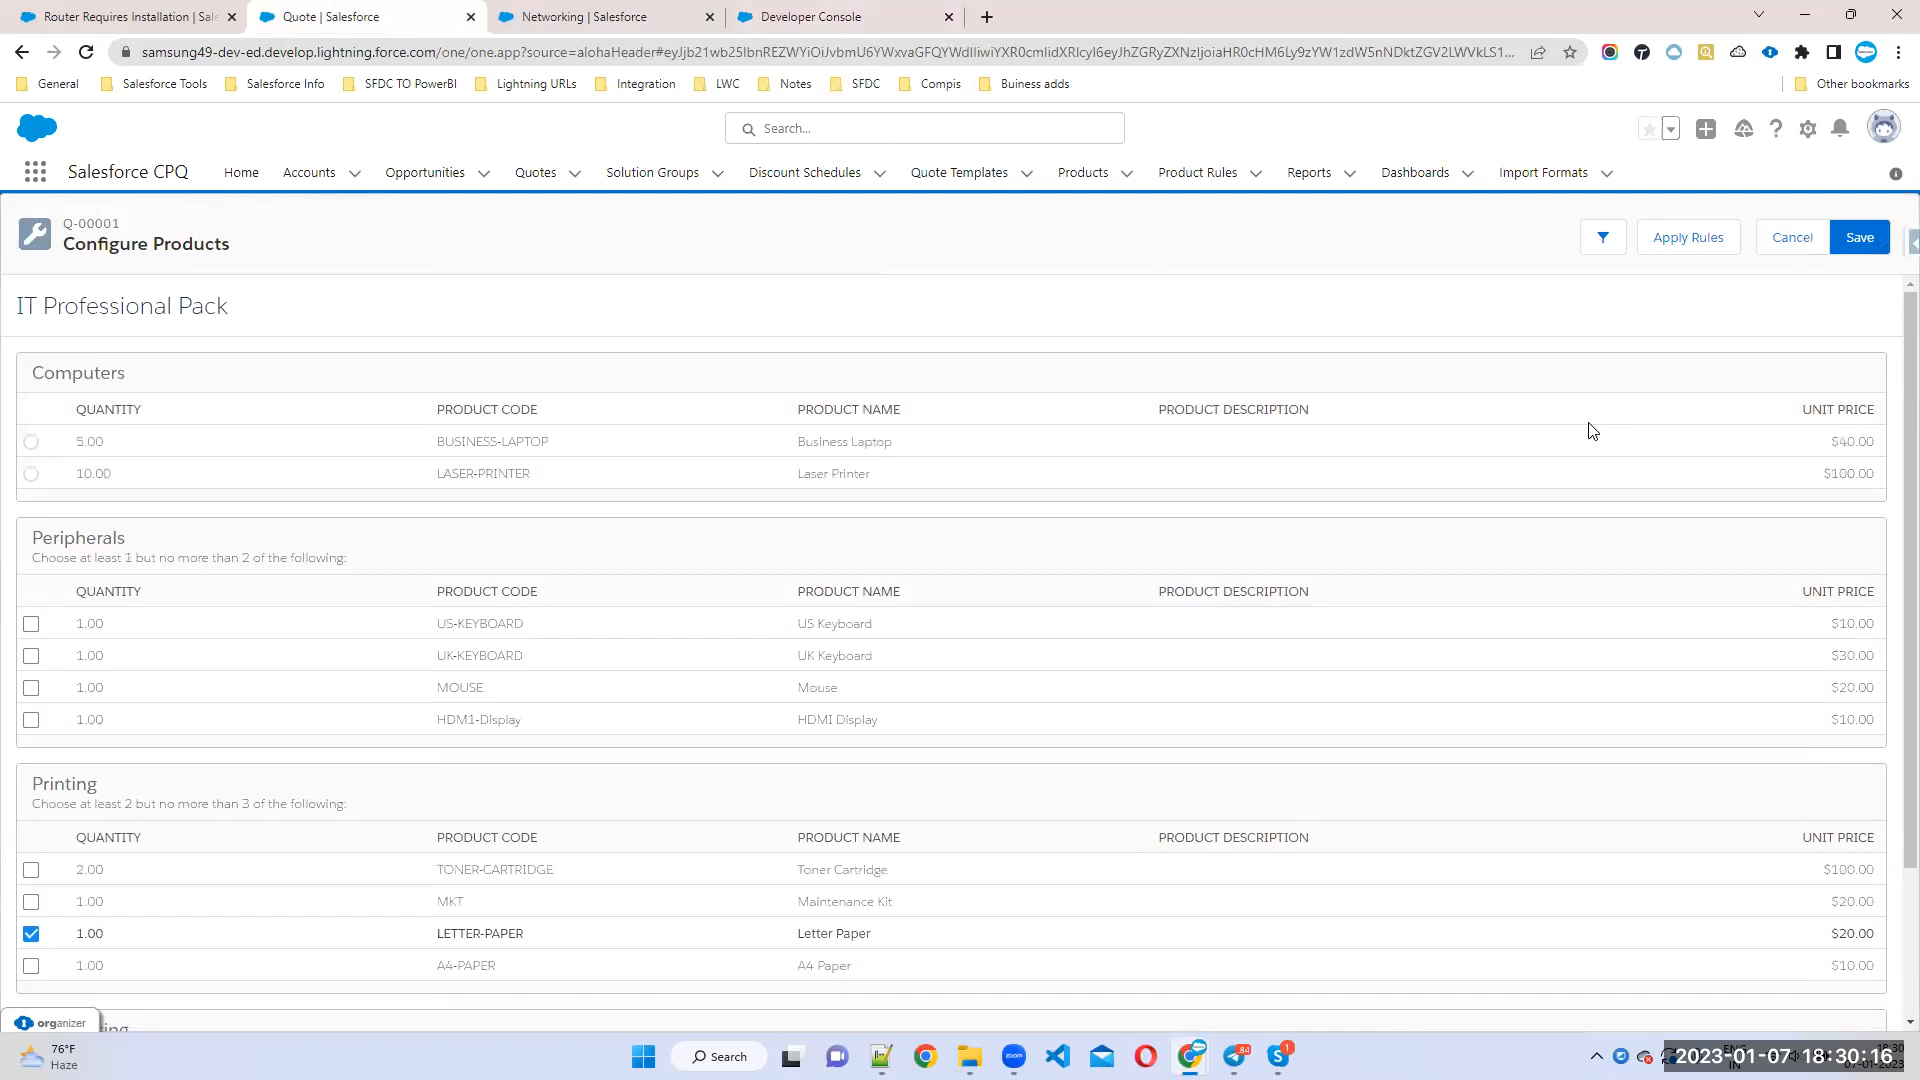 Router Requires Installation | Sal
Quote | Salesforce
Networking | Salesforce
Developer Console
samsung49-dev-ed.develop.lightning.force.com/one/one.app?source=alohaHeader#
General
Salesforce Tools
Salesforce Info
SFDC TO PowerBI
Lightning URLs
Integration
LWC
Notes
SFDC
Compis
Buiness adds
Other bookmarks
Search...
Salesforce CPQ
Home
Accounts
Opportunities
Quotes
Solution Groups
Discount Schedules
Quote Templates
Products
Product Rules
Reports
Dashboards
Import Formats
Q-00001
Configure Products
Apply Rules
Cancel
Save
IT Professional Pack
Computers
QUANTITY PRODUCT CODE PRODUCT NAME PRODUCT DESCRIPTION UNIT PRICE
5.00 BUSINESS-LAPTOP Business Laptop $40.00
10.00 LASER-PRINTER Laser Printer $100.00
Peripherals
Choose at least 1 but no more than 2 of the following:
QUANTITY PRODUCT CODE PRODUCT NAME PRODUCT DESCRIPTION UNIT PRICE
1.00 US-KEYBOARD US Keyboard $10.00
1.00 UK-KEYBOARD UK Keyboard $30.00
1.00 MOUSE Mouse $20.00
1.00 HDM1-Display HDMI Display $10.00
Printing
Choose at least 2 but no more than 3 of the following:
QUANTITY PRODUCT CODE PRODUCT NAME PRODUCT DESCRIPTION UNIT PRICE
2.00 TONER-CARTRIDGE Toner Cartridge $100.00
1.00 MKT Maintenance Kit $20.00
1.00 LETTER-PAPER Letter Paper $20.00
1.00 A4-PAPER A4 Paper $10.00
organizer
76°F
Haze
Search
zoom
84
1
2023-01-07 18:30:16